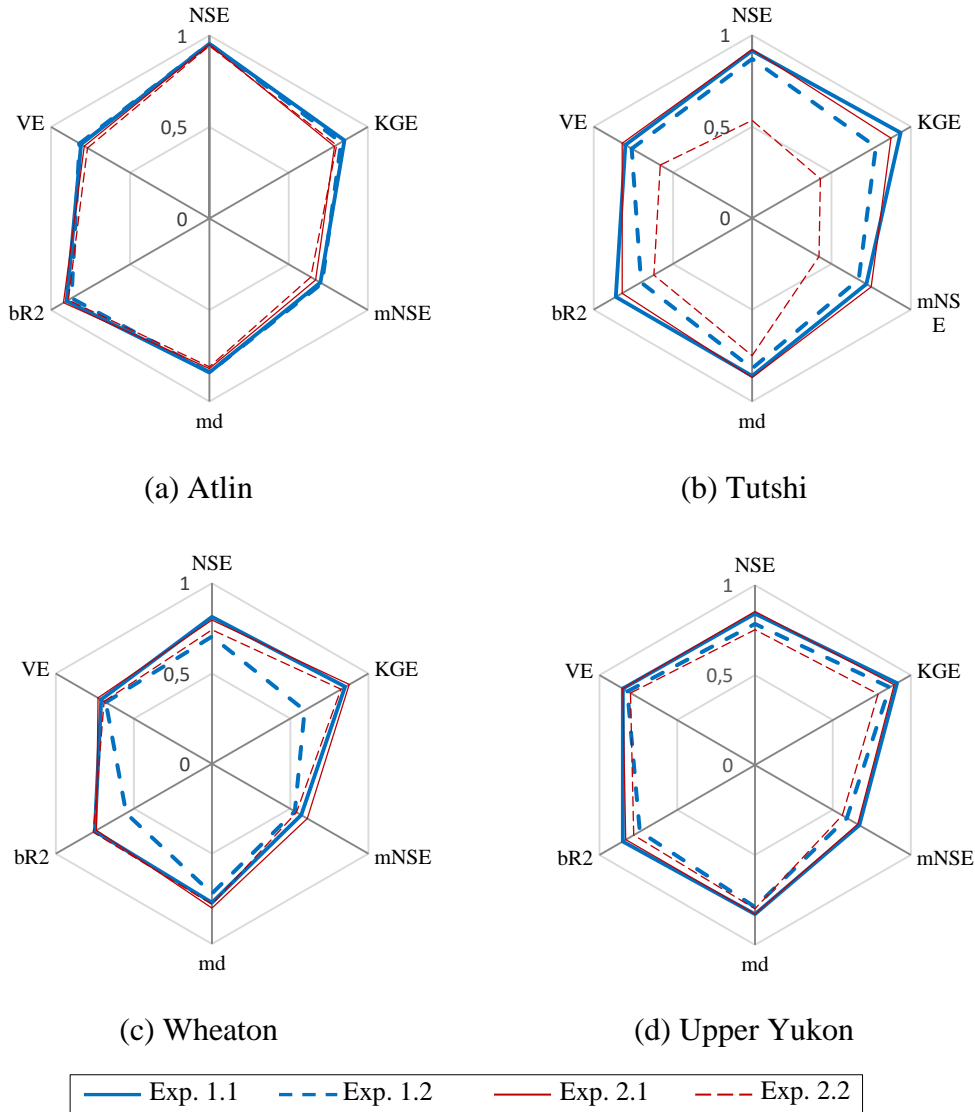 NSE
1
VE
0,5
KGE
0
bR2
mNSE
md
(a) Atlin
NSE
1
VE
0,5
KGE
0
bR2
mNS
E
md
(b) Tutshi
NSE
1
VE
0,5
KGE
0
bR2
mNSE
md
(c) Wheaton
NSE
1
VE
0,5
KGE
0
bR2
mNSE
md
(d) Upper Yukon
Exp. 1.1 Exp. 1.2 Exp. 2.1 Exp. 2.2